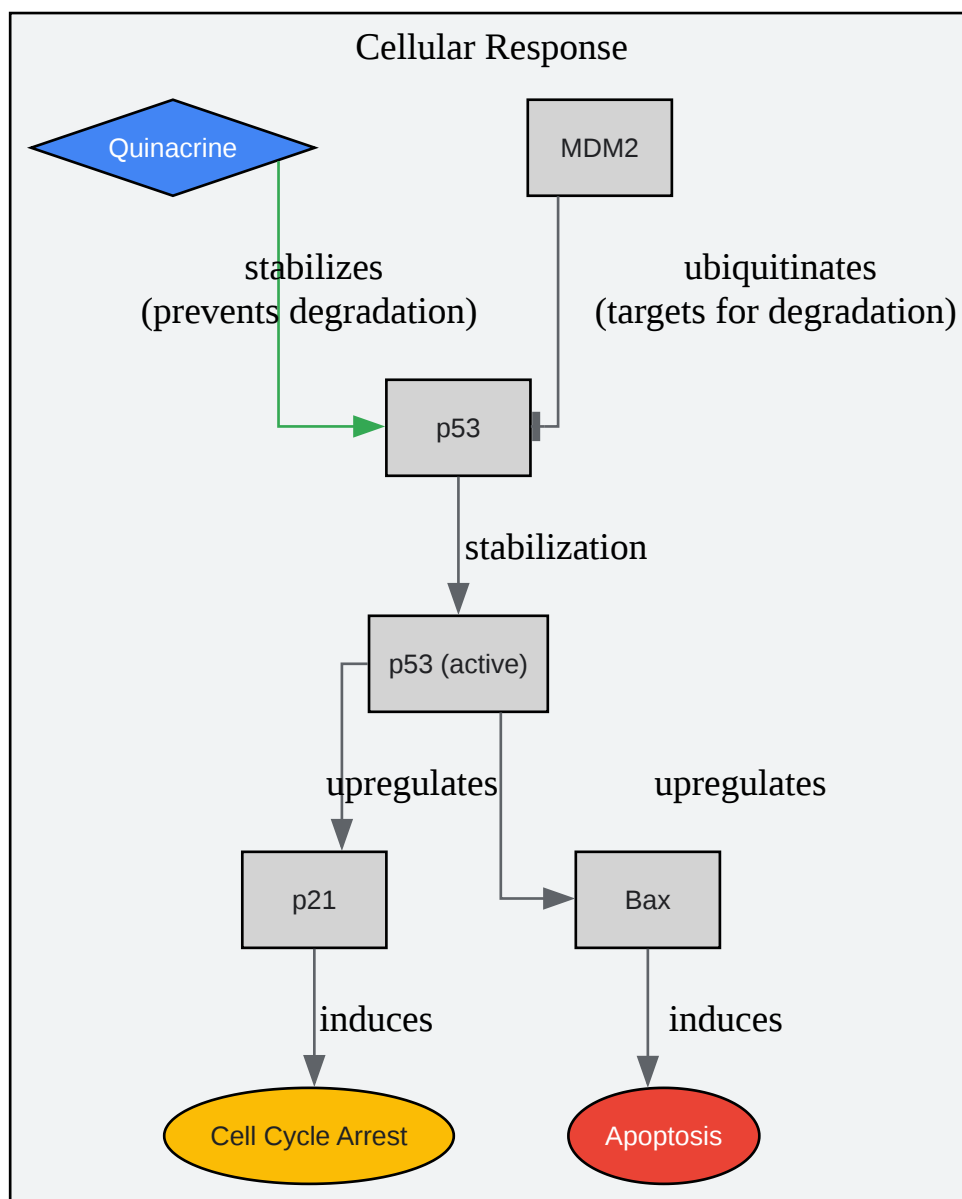 Cellular Response
Quinacrine
MDM2
stabilizes
(prevents degradation)
ubiquitinates
(targets for degradation)
p53
stabilization
p53 (active)
upregulates
upregulates
p21
Bax
induces
induces
Cell Cycle Arrest
Apoptosis